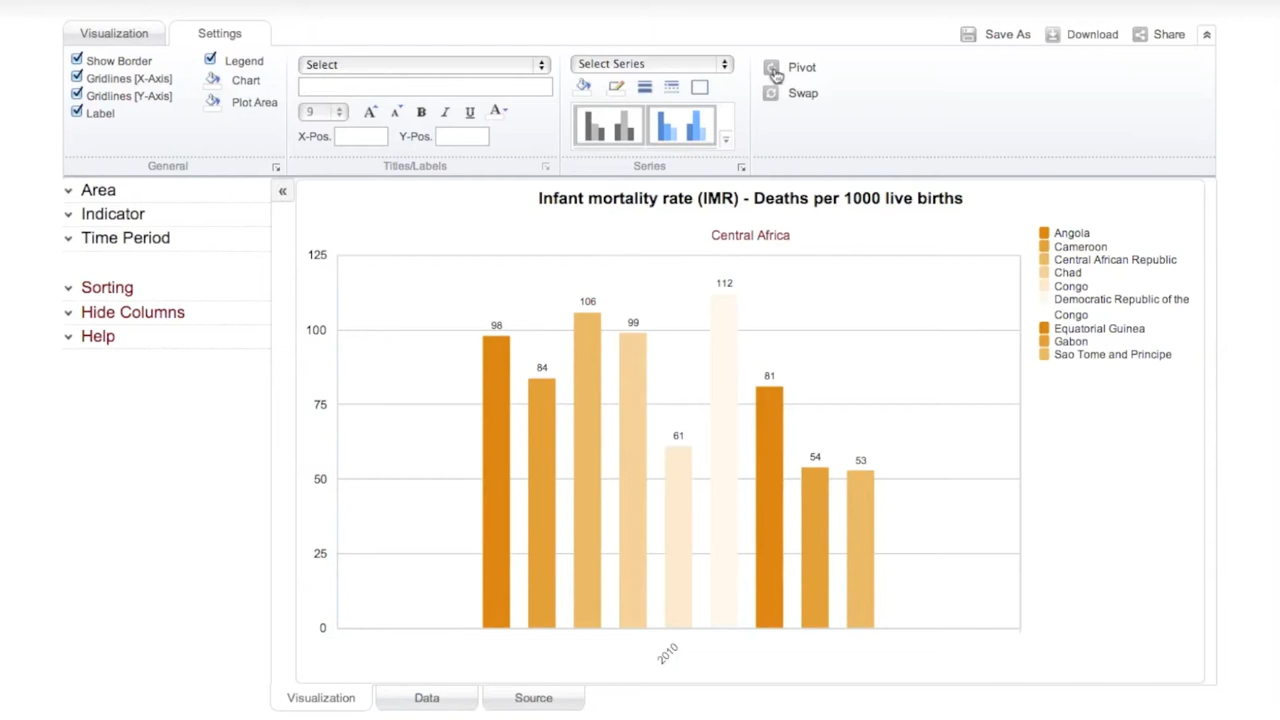 Visualization
Settings
Save As
Download
Share
Show Border
Gridlines [X-Axis]
Gridlines [Y-Axis]
Label
Legend
Chart
Plot Area
General
Select
9
A
A
B
I
U
A
X-Pos.
Y-Pos.
Titles/Labels
Select Series
Series
Pivot
Swap
Area
Indicator
Time Period
Sorting
Hide Columns
Help
«
Infant mortality rate (IMR) - Deaths per 1000 live births
Central Africa
125
100
75
50
25
0
98
84
106
99
61
112
81
54
53
2010
Angola
Cameroon
Central African Republic
Chad
Congo
Democratic Republic of the
Congo
Equatorial Guinea
Gabon
Sao Tome and Principe
Visualization
Data
Source